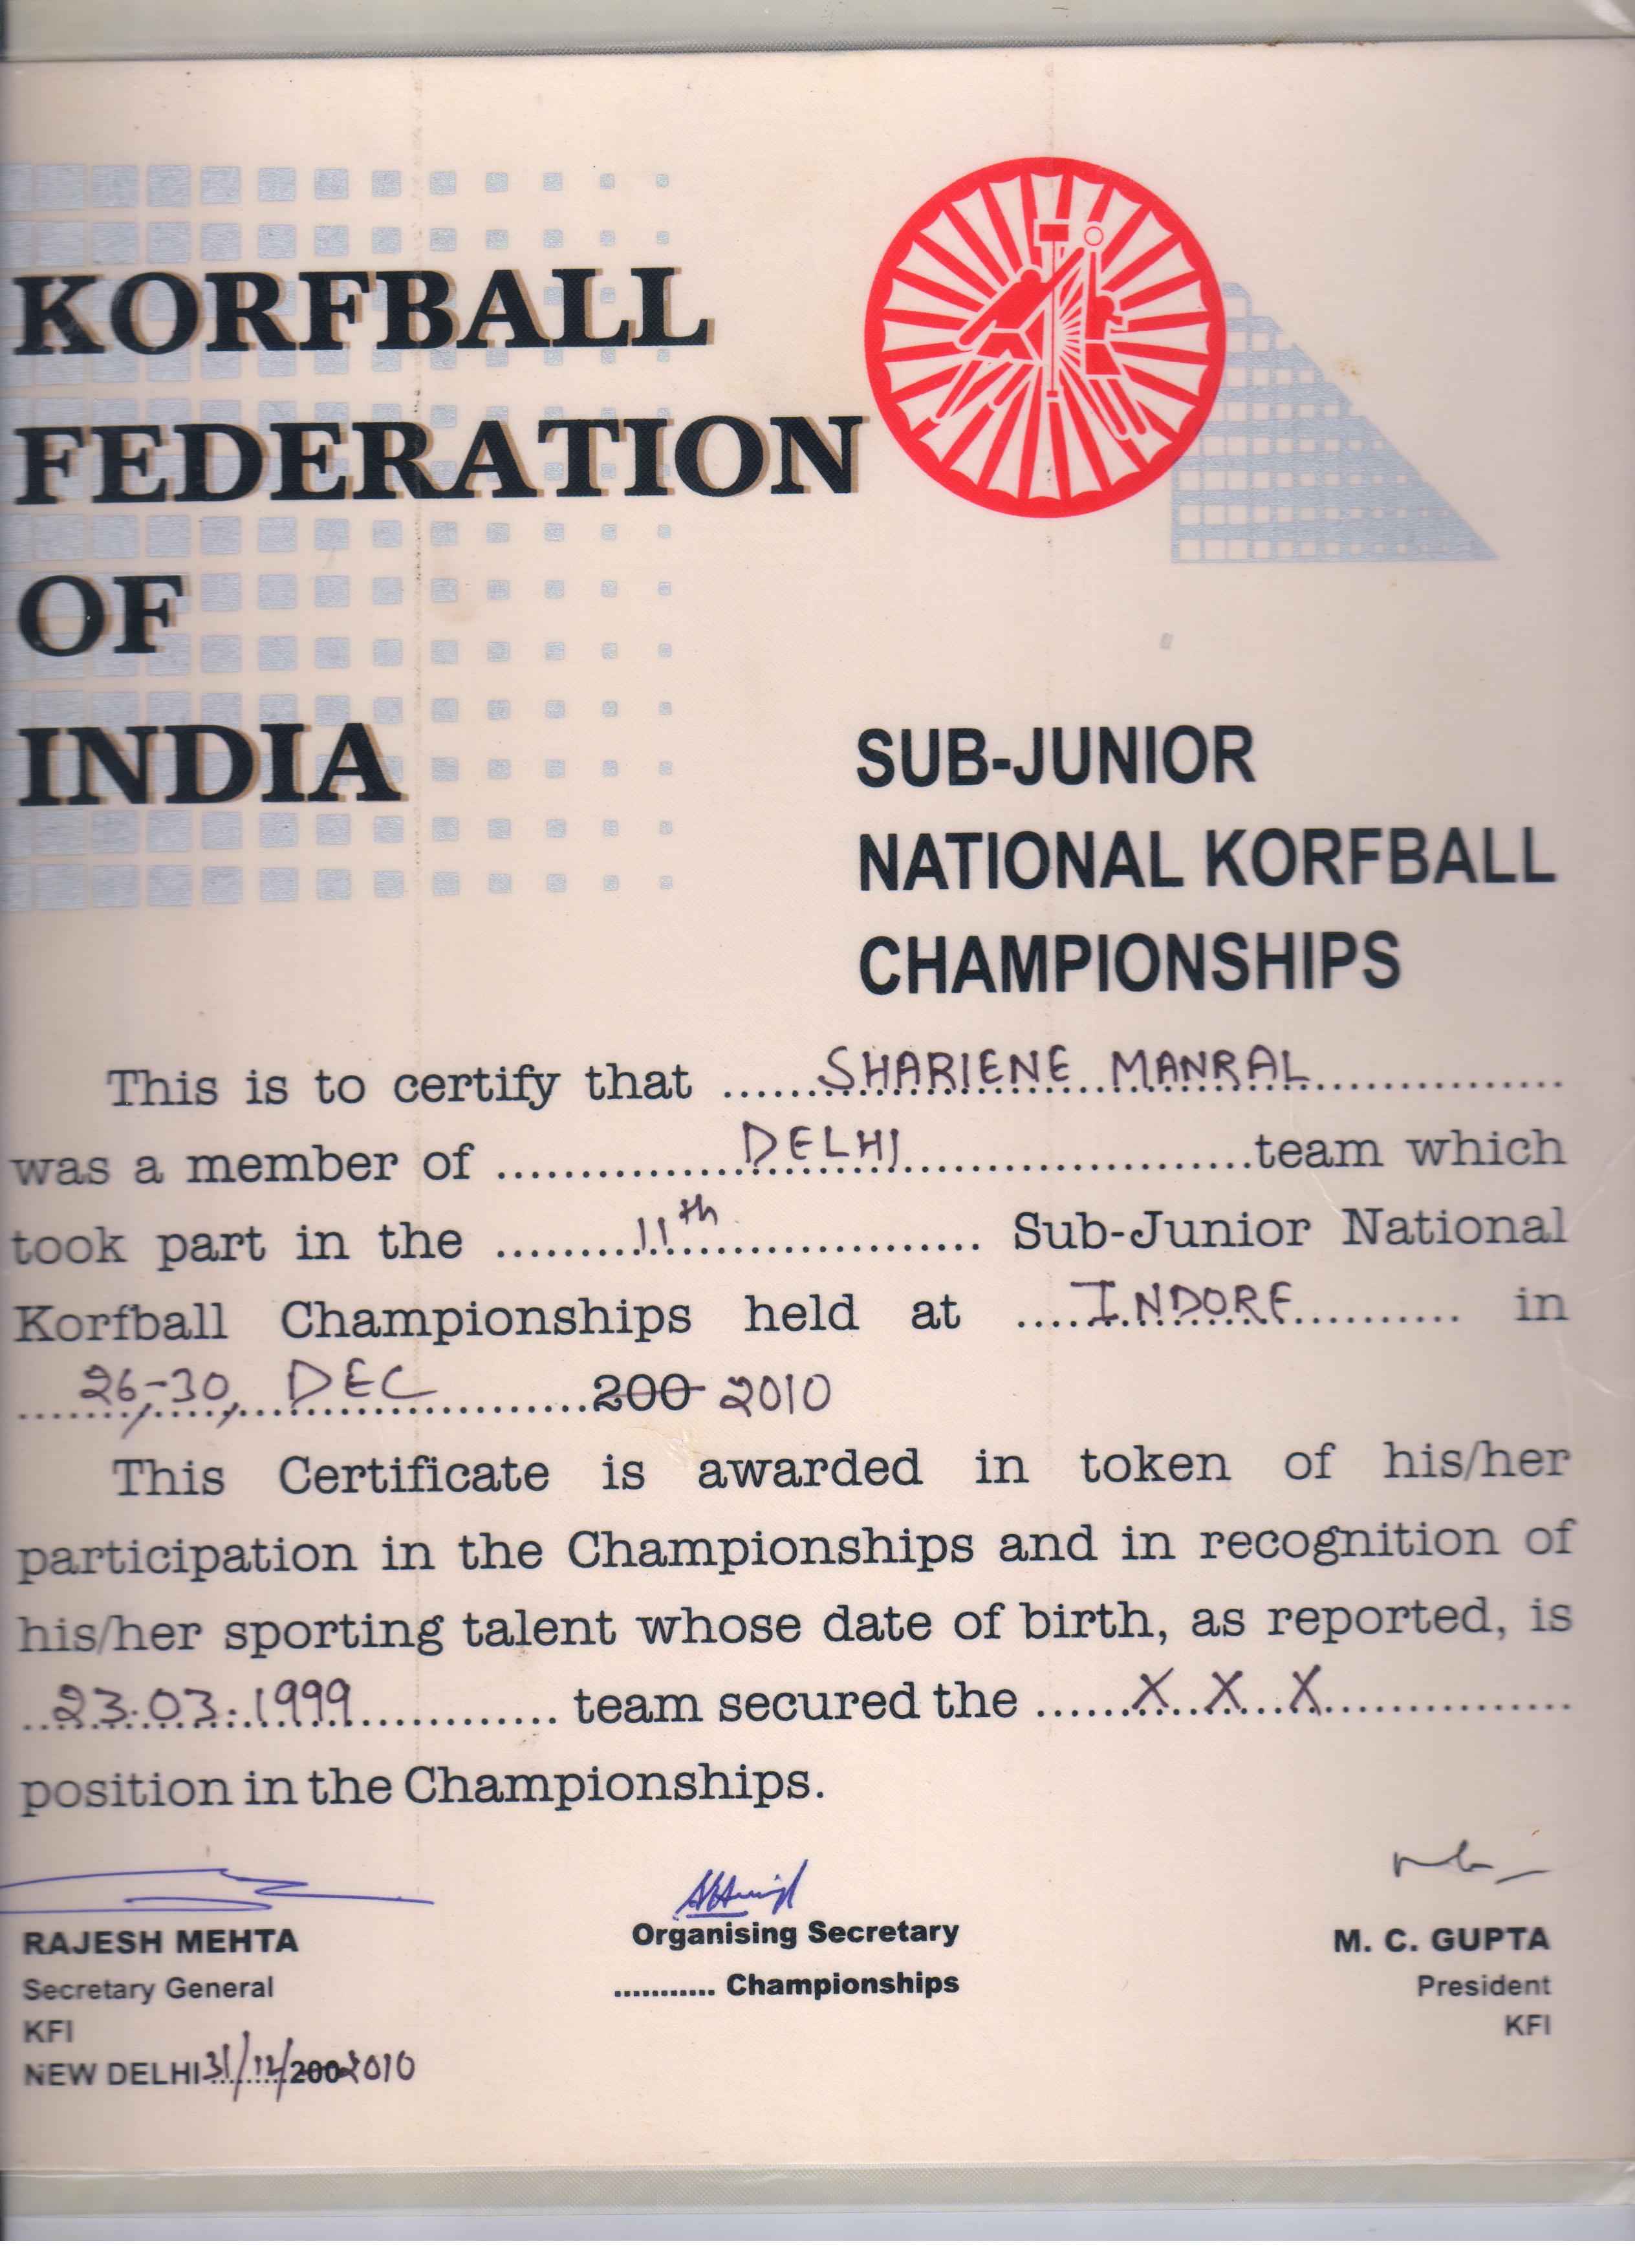 KORFBALL
FEDERATION
OF
INDIA
SUB-JUNIOR
NATIONAL KORFBALL
CHAMPIONSHIPS
This is to certify that ......SHARIENE MANRAL..................
was a member of .................DELHI.........................team which
took part in the .........11th................... Sub-Junior National
Korfball Championships held at ....INDORE........... in
26,-30, DEC...........200 2010
This Certificate is awarded in token of his/her
participation in the Championships and in recognition of
his/her sporting talent whose date of birth, as reported, is
..23.03.1999............. team secured the .....X X X...............
position in the Championships.
RAJESH MEHTA
Secretary General
KFI
NEW DELHI 31/12/200 2010
Organising Secretary
........... Championships
M. C. GUPTA
President
KFI